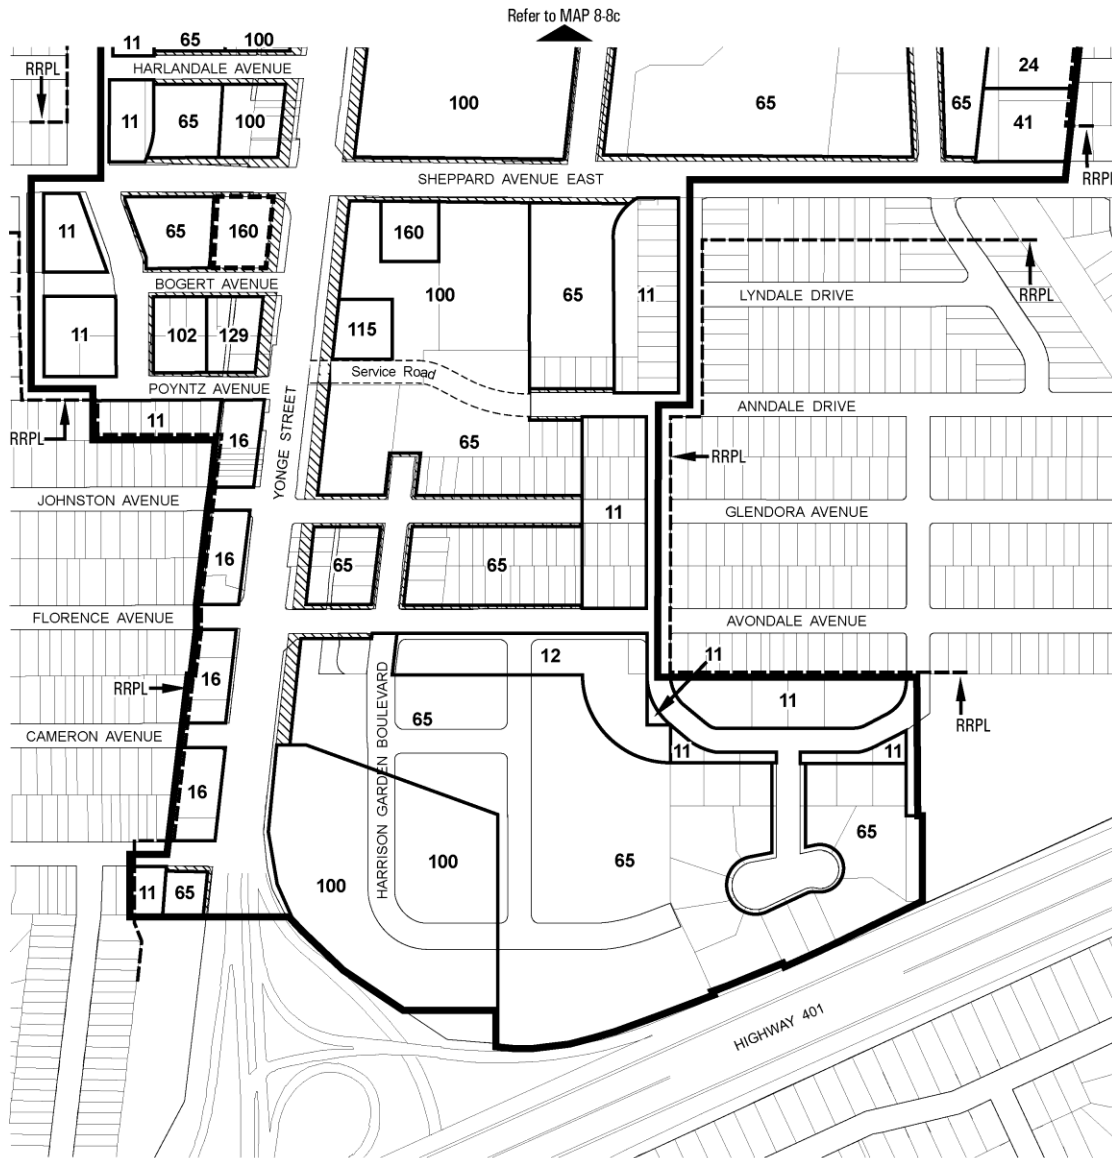 Refer to MAP 8-8c
11
65
100
24
RRPL
HARLANDALE AVENUE
11
65
100
100
65
65
41
RRPL
SHEPPARD AVENUE EAST
11
65
160
160
100
65
11
LYNDALE DRIVE
RRPL
BOGERT AVENUE
11
102
129
115
Service Road
POYNTZ AVENUE
ANNDALE DRIVE
11
16
65
RRPL
RRPL
YONGE STREET
JOHNSTON AVENUE
11
GLENDORA AVENUE
16
65
65
FLORENCE AVENUE
AVONDALE AVENUE
12
11
16
RRPL
11
RRPL
65
CAMERON AVENUE
11
11
16
HARRISON GARDEN BOULEVARD
65
100
65
100
11
65
HIGHWAY 401